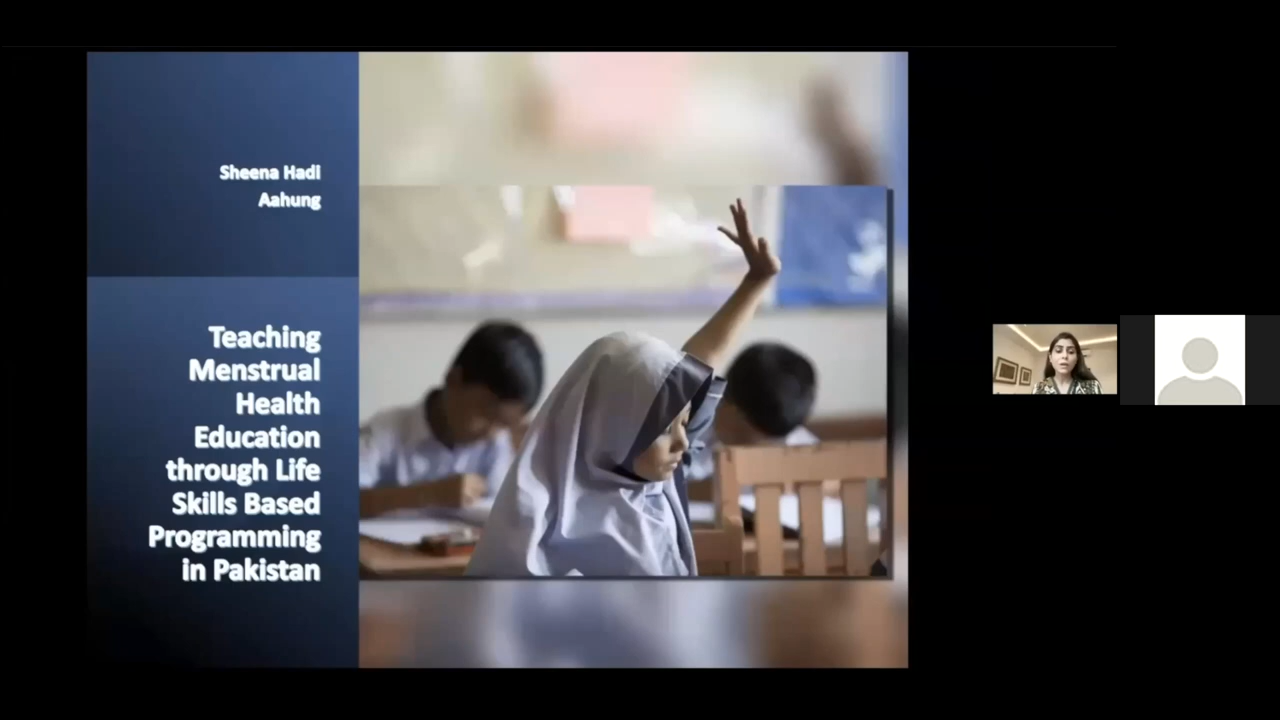 Sheena Hadi
Aahung
Teaching
Menstrual
Health
Education
through Life
Skills Based
Programming
in Pakistan